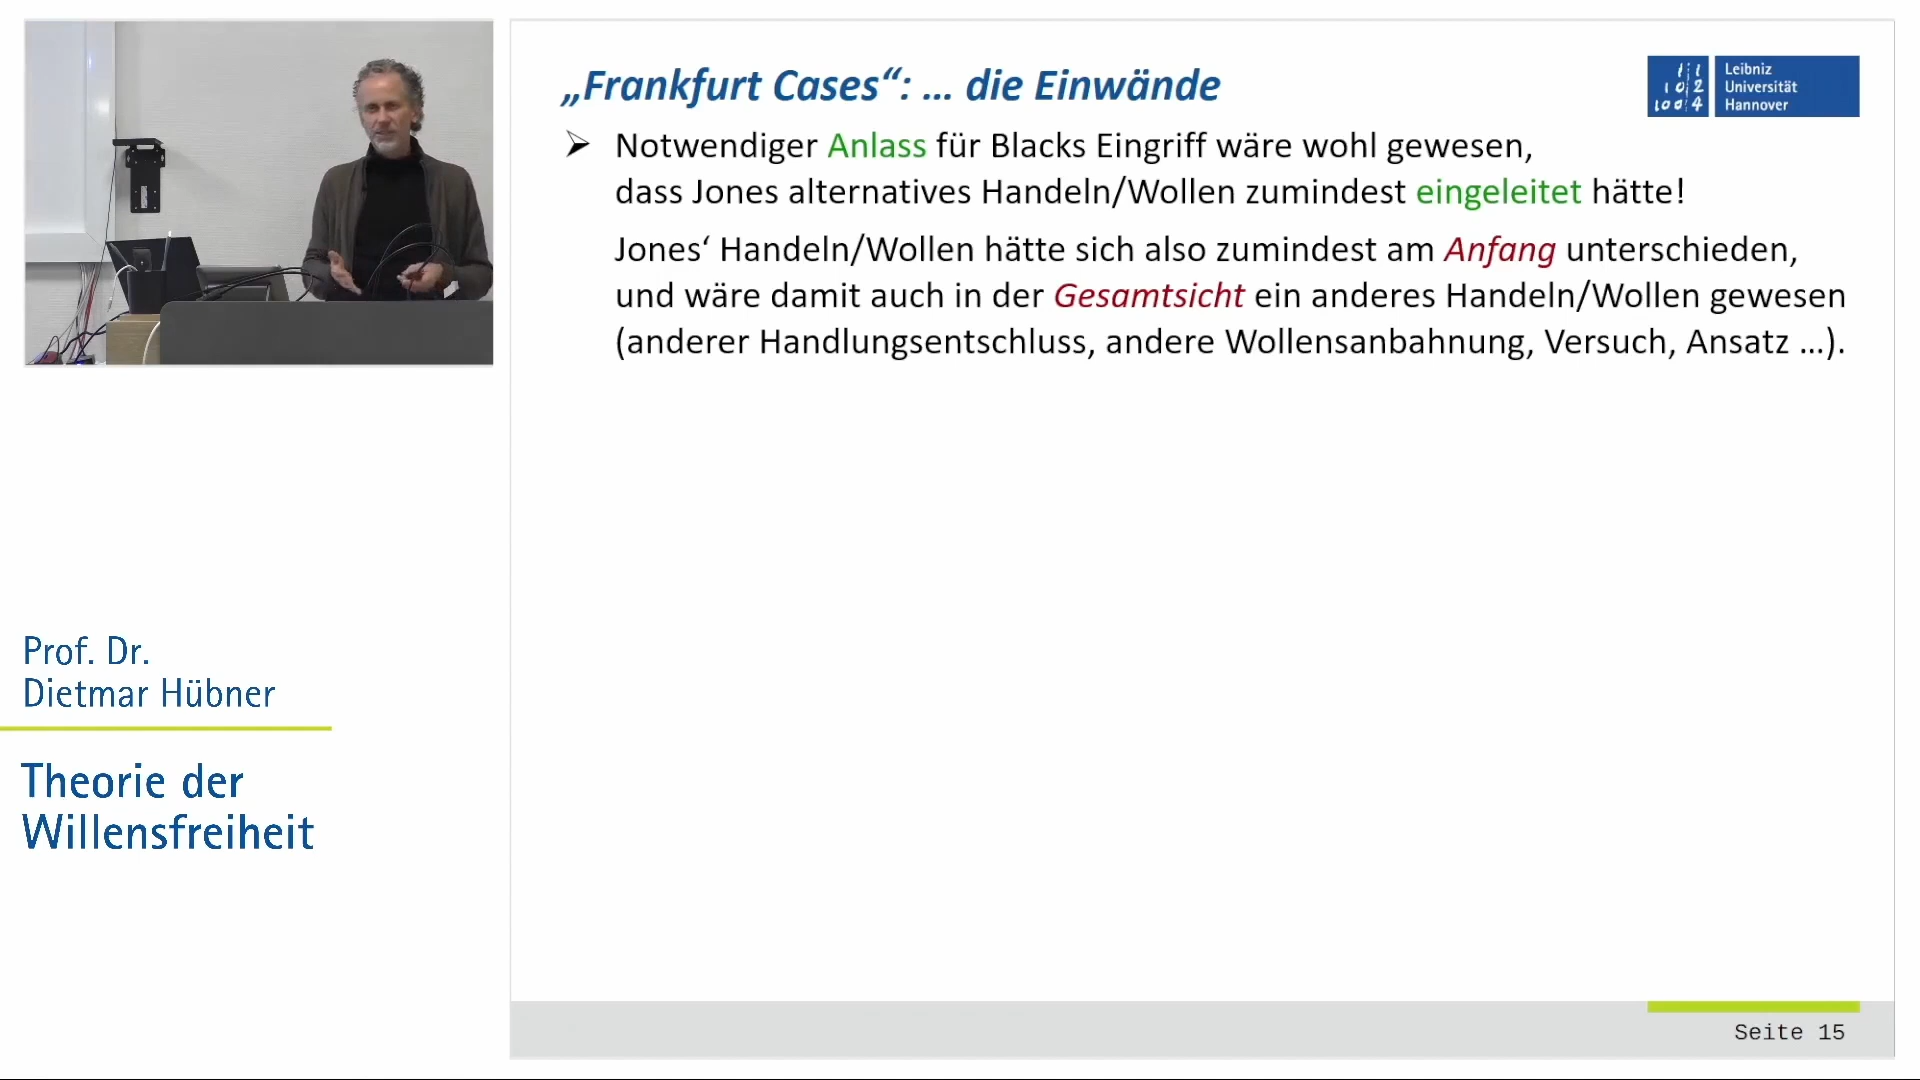 „Frankfurt Cases“: … die Einwände
Leibniz
Universität
Hannover
➢ Notwendiger Anlass für Blacks Eingriff wäre wohl gewesen,
dass Jones alternatives Handeln/Wollen zumindest eingeleitet hätte!
Jones‘ Handeln/Wollen hätte sich also zumindest am Anfang unterschieden,
und wäre damit auch in der Gesamtsicht ein anderes Handeln/Wollen gewesen
(anderer Handlungsentschluss, andere Wollensanbahnung, Versuch, Ansatz …).
Prof. Dr.
Dietmar Hübner
Theorie der
Willensfreiheit
Seite 15